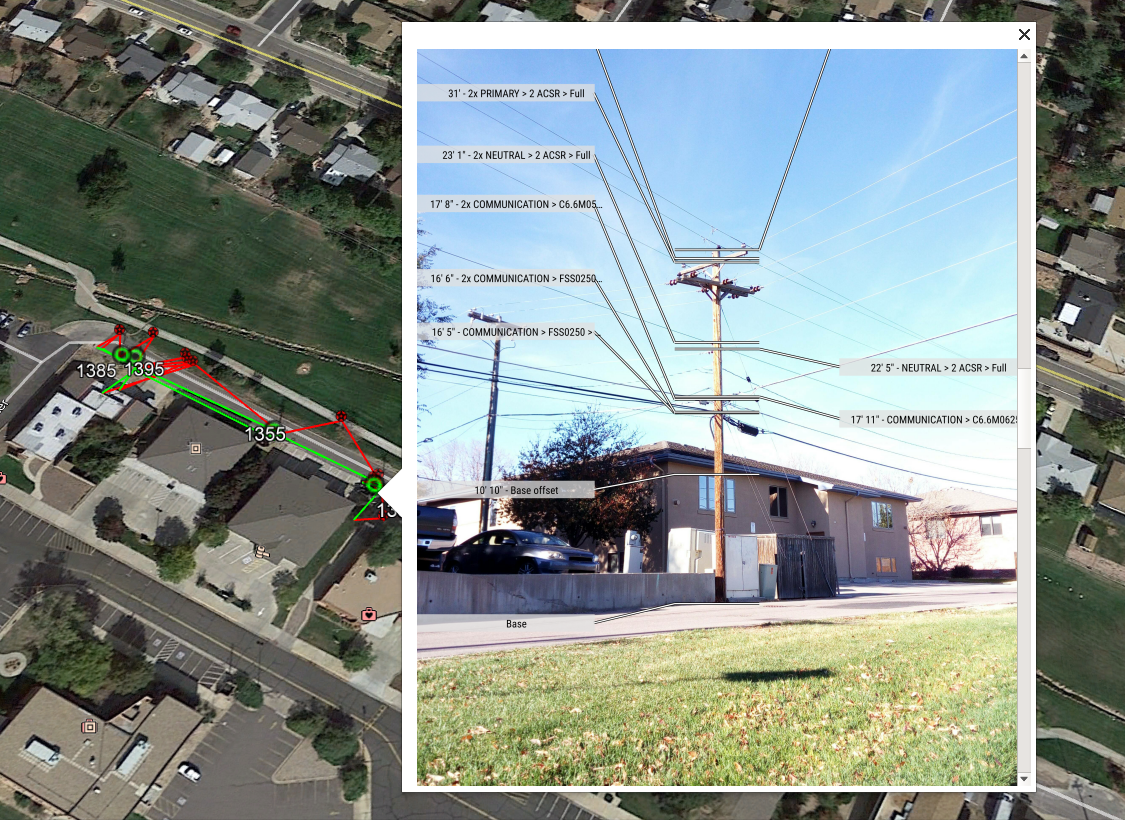 31' - 2x PRIMARY > 2 ACSR > Full
23' 1" - 2x NEUTRAL > 2 ACSR > Full
17' 8" - 2x COMMUNICATION > C6.6M05...
16' 6" - 2x COMMUNICATION > FSS0250...
16' 5" - COMMUNICATION > FSS0250 >
22' 5" - NEUTRAL > 2 ACSR > Full
1385
1395
17' 11" - COMMUNICATION > C6.6M0625
1355
10' 10" - Base offset
13
Base